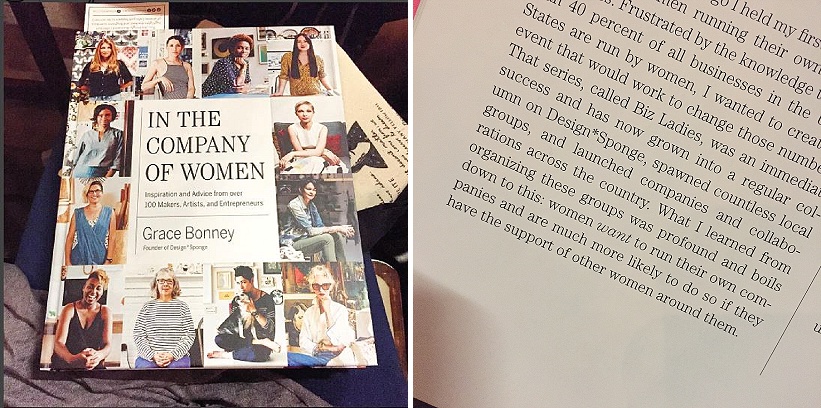 IN THE
COMPANY
OF WOMEN
Inspiration and Advice from over
100 Makers, Artists, and Entrepreneurs
Grace Bonney
Founder of Design*Sponge
go I held my firs
men running their own
s. Frustrated by the knowledge t
an 40 percent of all businesses in the U
States are run by women, I wanted to creat
event that would work to change those numbe
That series, called Biz Ladies, was an immediat
success and has now grown into a regular col-
umn on Design*Sponge, spawned countless local
groups, and launched companies and collabo-
rations across the country. What I learned from
organizing these groups was profound and boils
down to this: women want to run their own com-
panies and are much more likely to do so if they
have the support of other women around them.